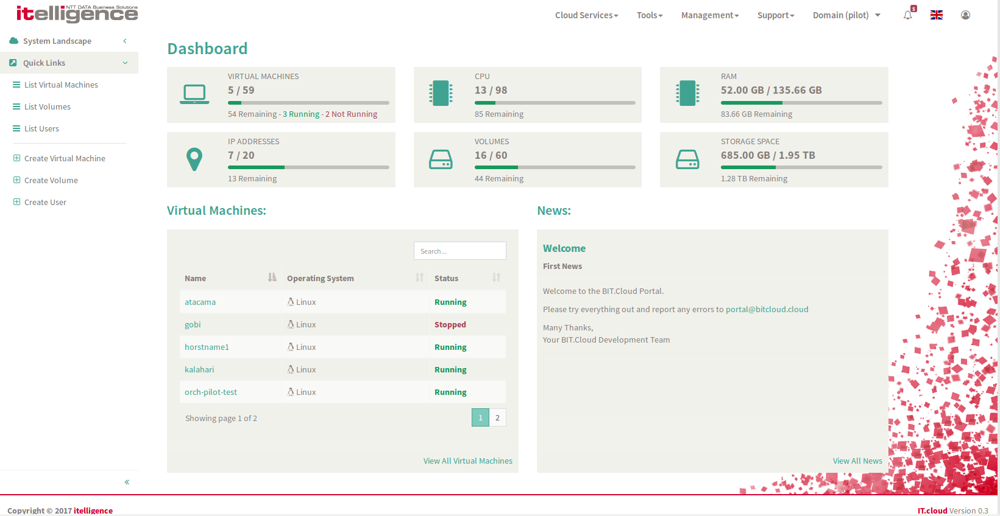 NTT DATA Business Solutions
itelligence
Cloud Services Tools Management Support Domain (pilot) 5
System Landscape
Quick Links
List Virtual Machines
List Volumes
List Users
Create Virtual Machine
Create Volume
Create User
Dashboard
VIRTUAL MACHINES
5 / 59
54 Remaining - 3 Running - 2 Not Running
CPU
13 / 98
85 Remaining
RAM
52.00 GB / 135.66 GB
83.66 GB Remaining
IP ADDRESSES
7 / 20
13 Remaining
VOLUMES
16 / 60
44 Remaining
STORAGE SPACE
685.00 GB / 1.95 TB
1.28 TB Remaining
Virtual Machines:
Search...
Name Operating System Status
atacama Linux Running
gobi Linux Stopped
horstname1 Linux Running
kalahari Linux Running
orch-pilot-test Linux Running
Showing page 1 of 2 1 2
View All Virtual Machines
News:
Welcome
First News
Welcome to the BIT.Cloud Portal.
Please try everything out and report any errors to portal@bitcloud.cloud
Many Thanks,
Your BIT.Cloud Development Team
View All News
Copyright © 2017 itelligence
IT.cloud Version 0.3